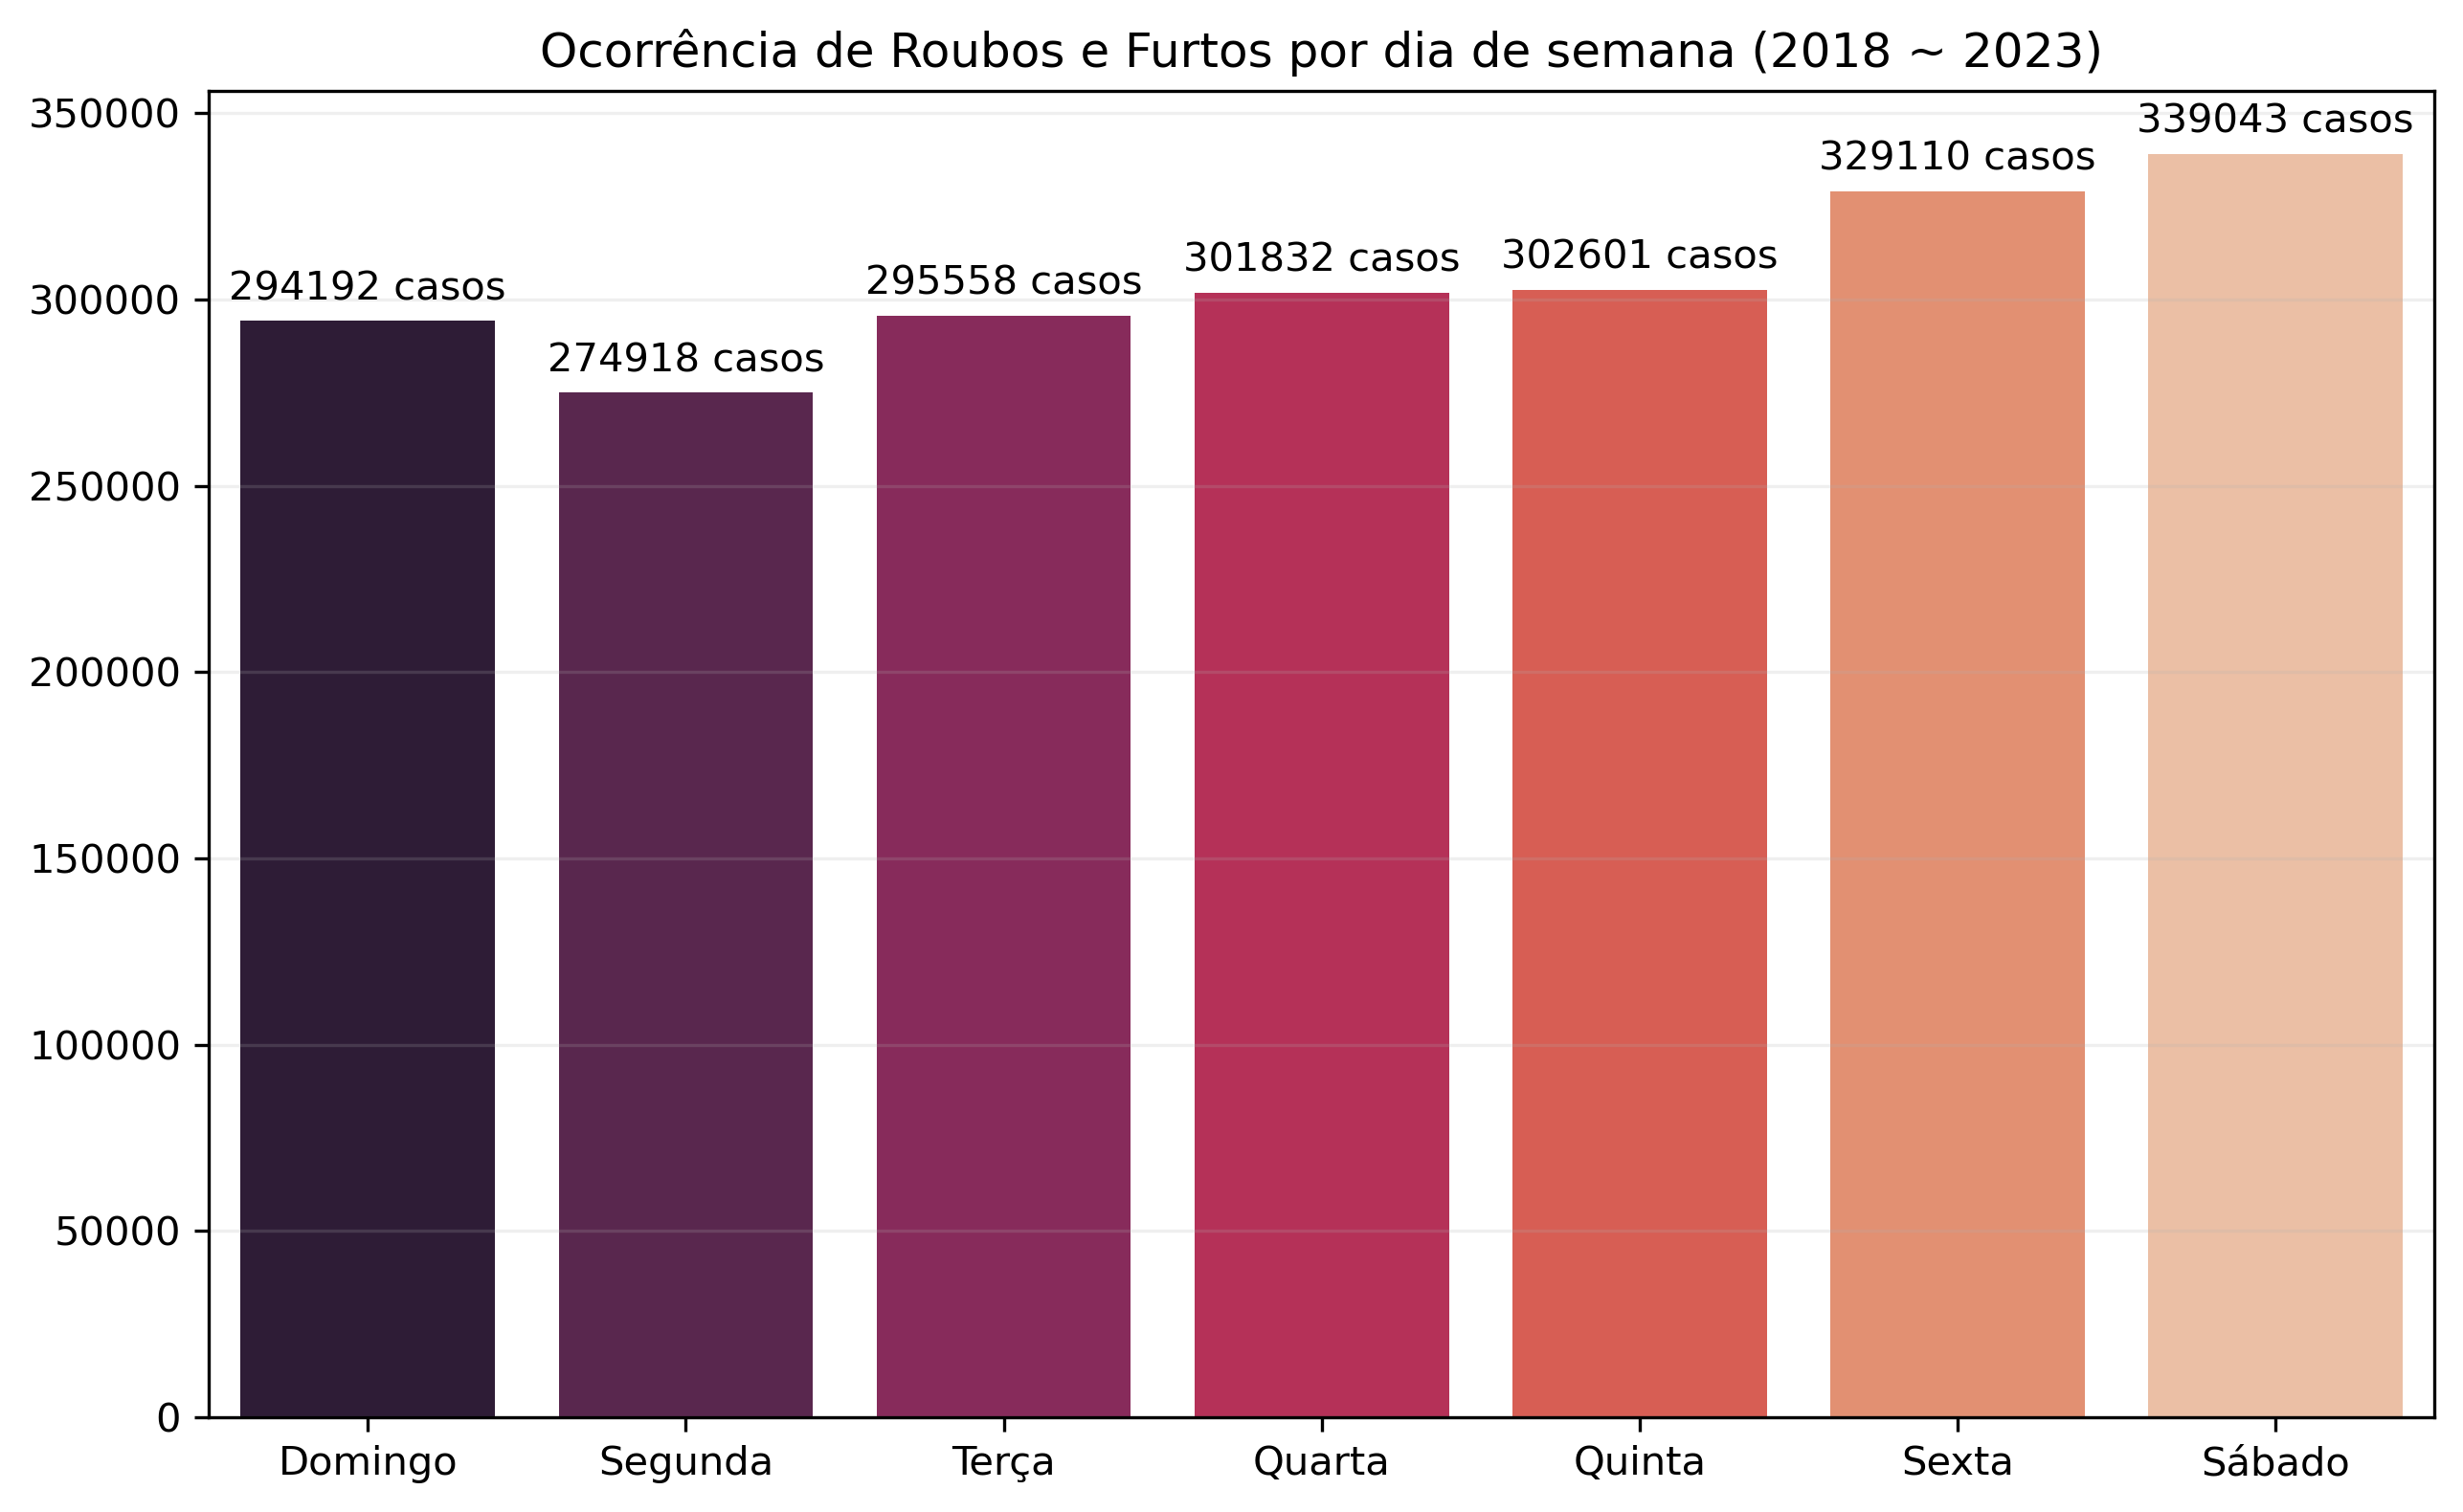 Ocorrência de Roubos e Furtos por dia de semana (2018 ~ 2023)
350000
300000
250000
200000
150000
100000
50000
0
294192 casos
274918 casos
295558 casos
301832 casos
302601 casos
329110 casos
339043 casos
Domingo
Segunda
Terça
Quarta
Quinta
Sexta
Sábado